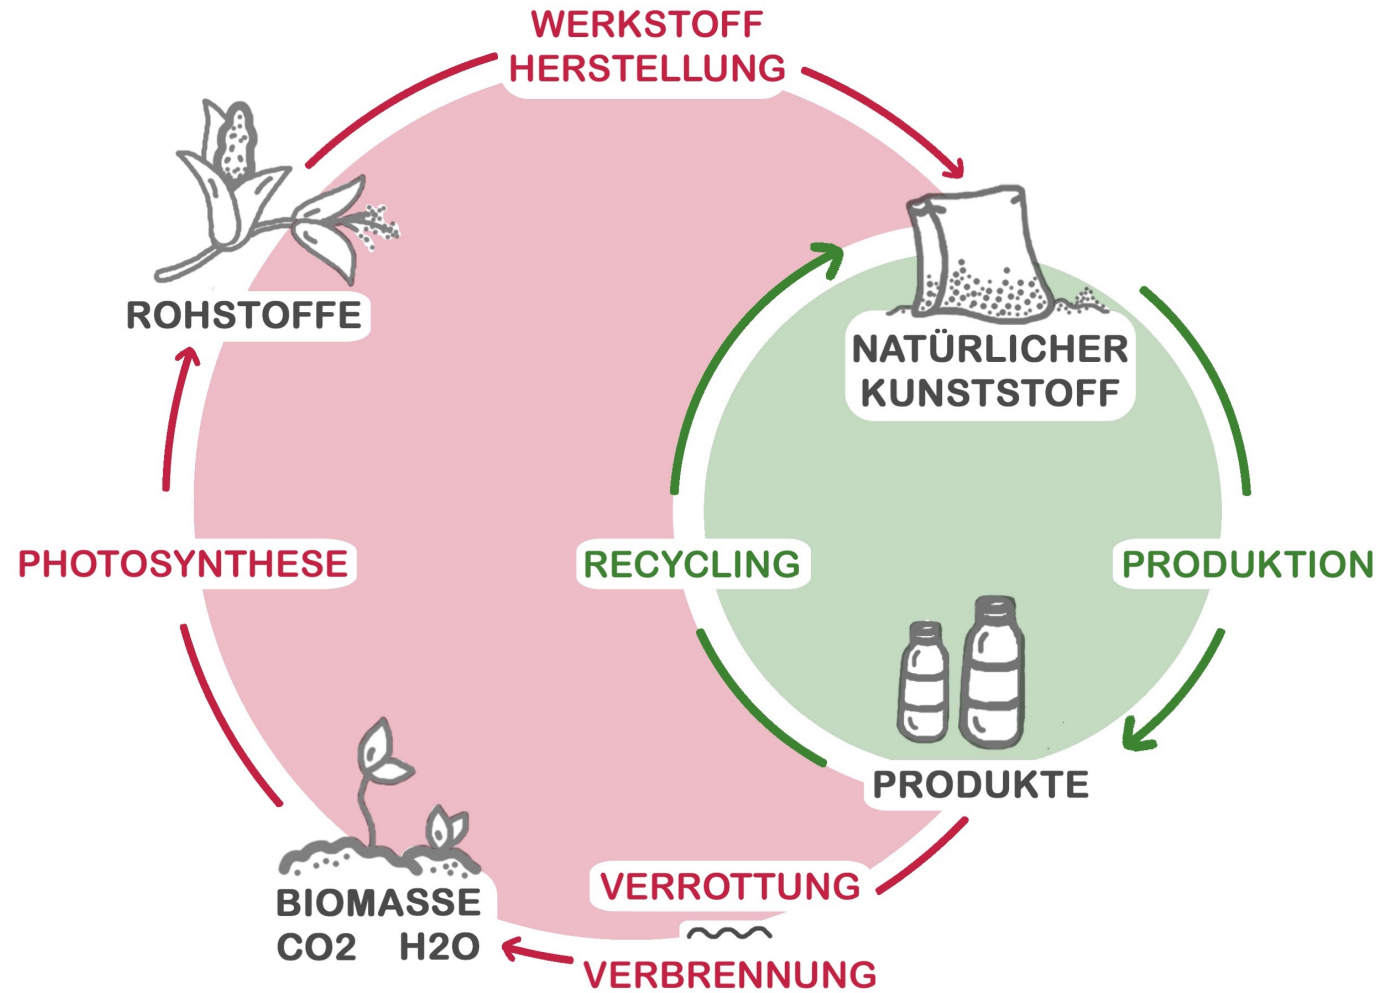 WERKSTOFF
HERSTELLUNG
ROHSTOFFE
NATÜRLICHER
KUNSTSTOFF
PHOTOSYNTHESE
RECYCLING
PRODUKTION
PRODUKTE
VERROTTUNG
BIOMASSE
CO2 H2O
VERBRENNUNG